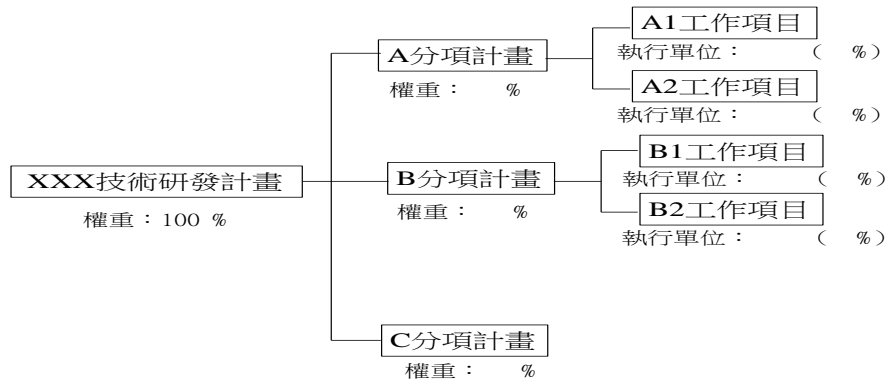 A1工作項目
A分項計畫
執行單位：　　（　%）
權重：　%
A2工作項目
執行單位：　　（　%）
B1工作項目
XXX技術研發計畫
B分項計畫
執行單位：　　（　%）
權重：100 %
權重：　%
B2工作項目
執行單位：　　（　%）
C分項計畫
權重：　%